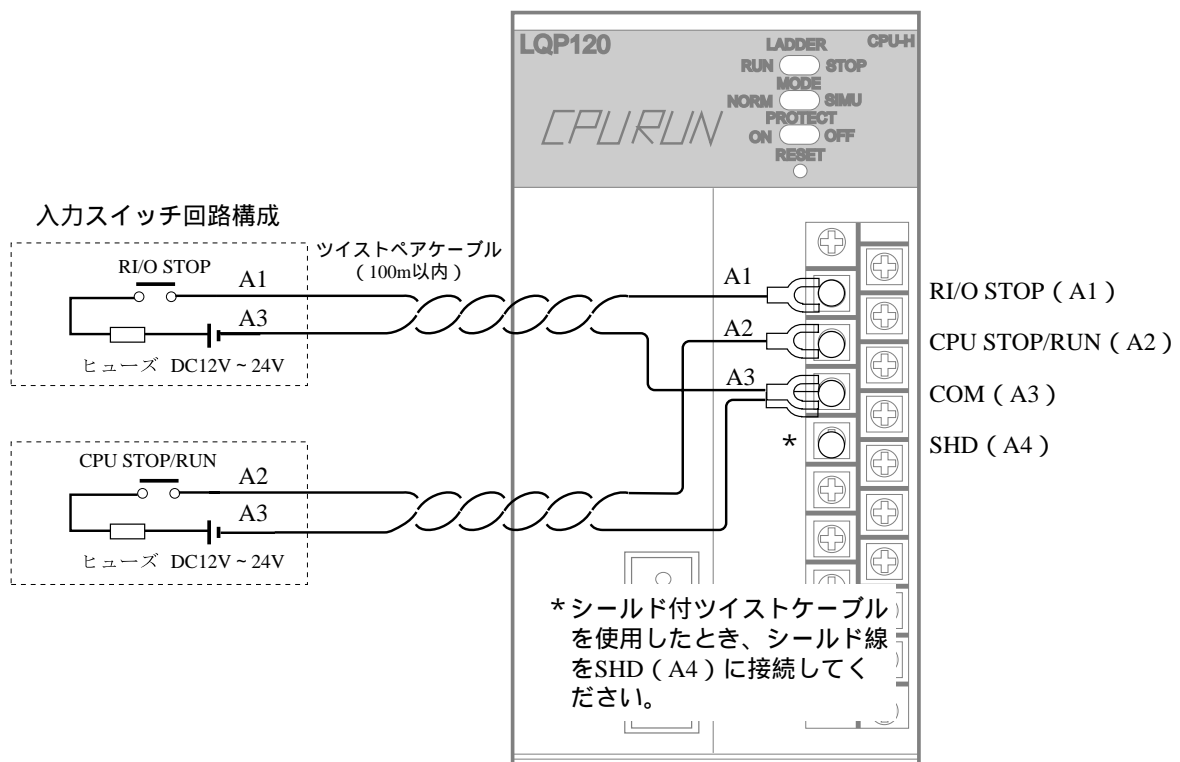 LQP120
CPU-H
LADDER
RUN STOP
MODE
NORM SIMU
PROTECT
ON OFF
RESET
CPURUN
入力スイッチ回路構成
ツイストペアケーブル
（100m以内）
RI/O STOP
A1
A3
ヒューズ DC12V～24V
CPU STOP/RUN
A2
A3
ヒューズ DC12V～24V
A1
A2
A3
*
RI/O STOP（A1）
CPU STOP/RUN（A2）
COM（A3）
SHD（A4）
*シールド付ツイストケーブル
を使用したとき、シールド線
をSHD（A4）に接続してく
ださい。